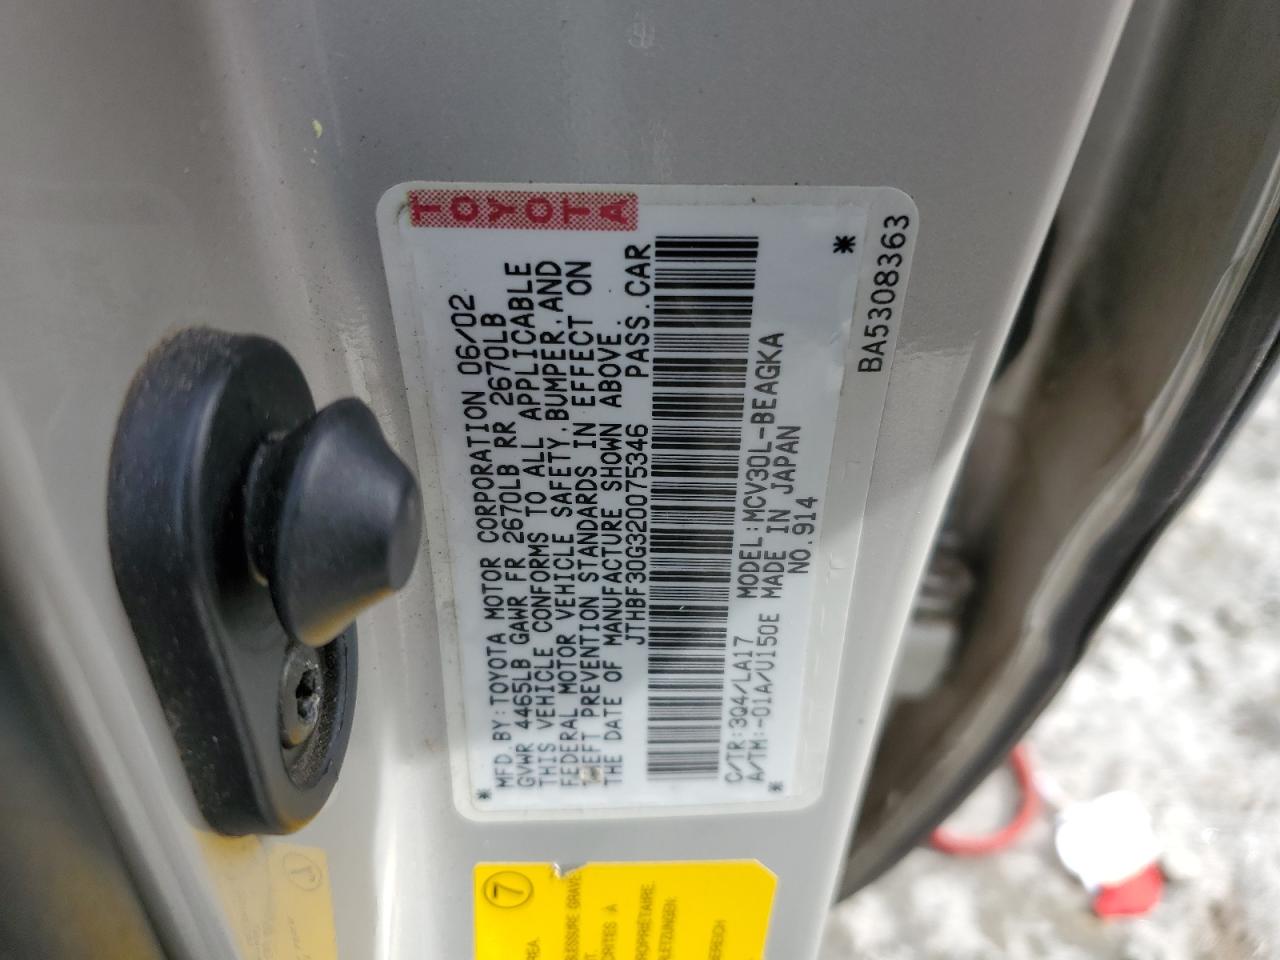 TOYOTA
MFD.BY:TOYOTA MOTOR CORPORATION 06/02
GVWR 4465LB GAWR FR 2670LB RR 2670LB
THIS VEHICLE CONFORMS TO ALL APPLICABLE
FEDERAL MOTOR VEHICLE SAFETY,BUMPER,AND
THEFT PREVENTION STANDARDS IN EFFECT ON
THE DATE OF MANUFACTURE SHOWN ABOVE.
JTHBF30G320075346 PASS.CAR
C/TR:3Q4/LA17 MODEL:MCV30L-BEAGKA
A/TM:-01A/U150E MADE IN JAPAN
NO.914
* *
*
BA5308363
7